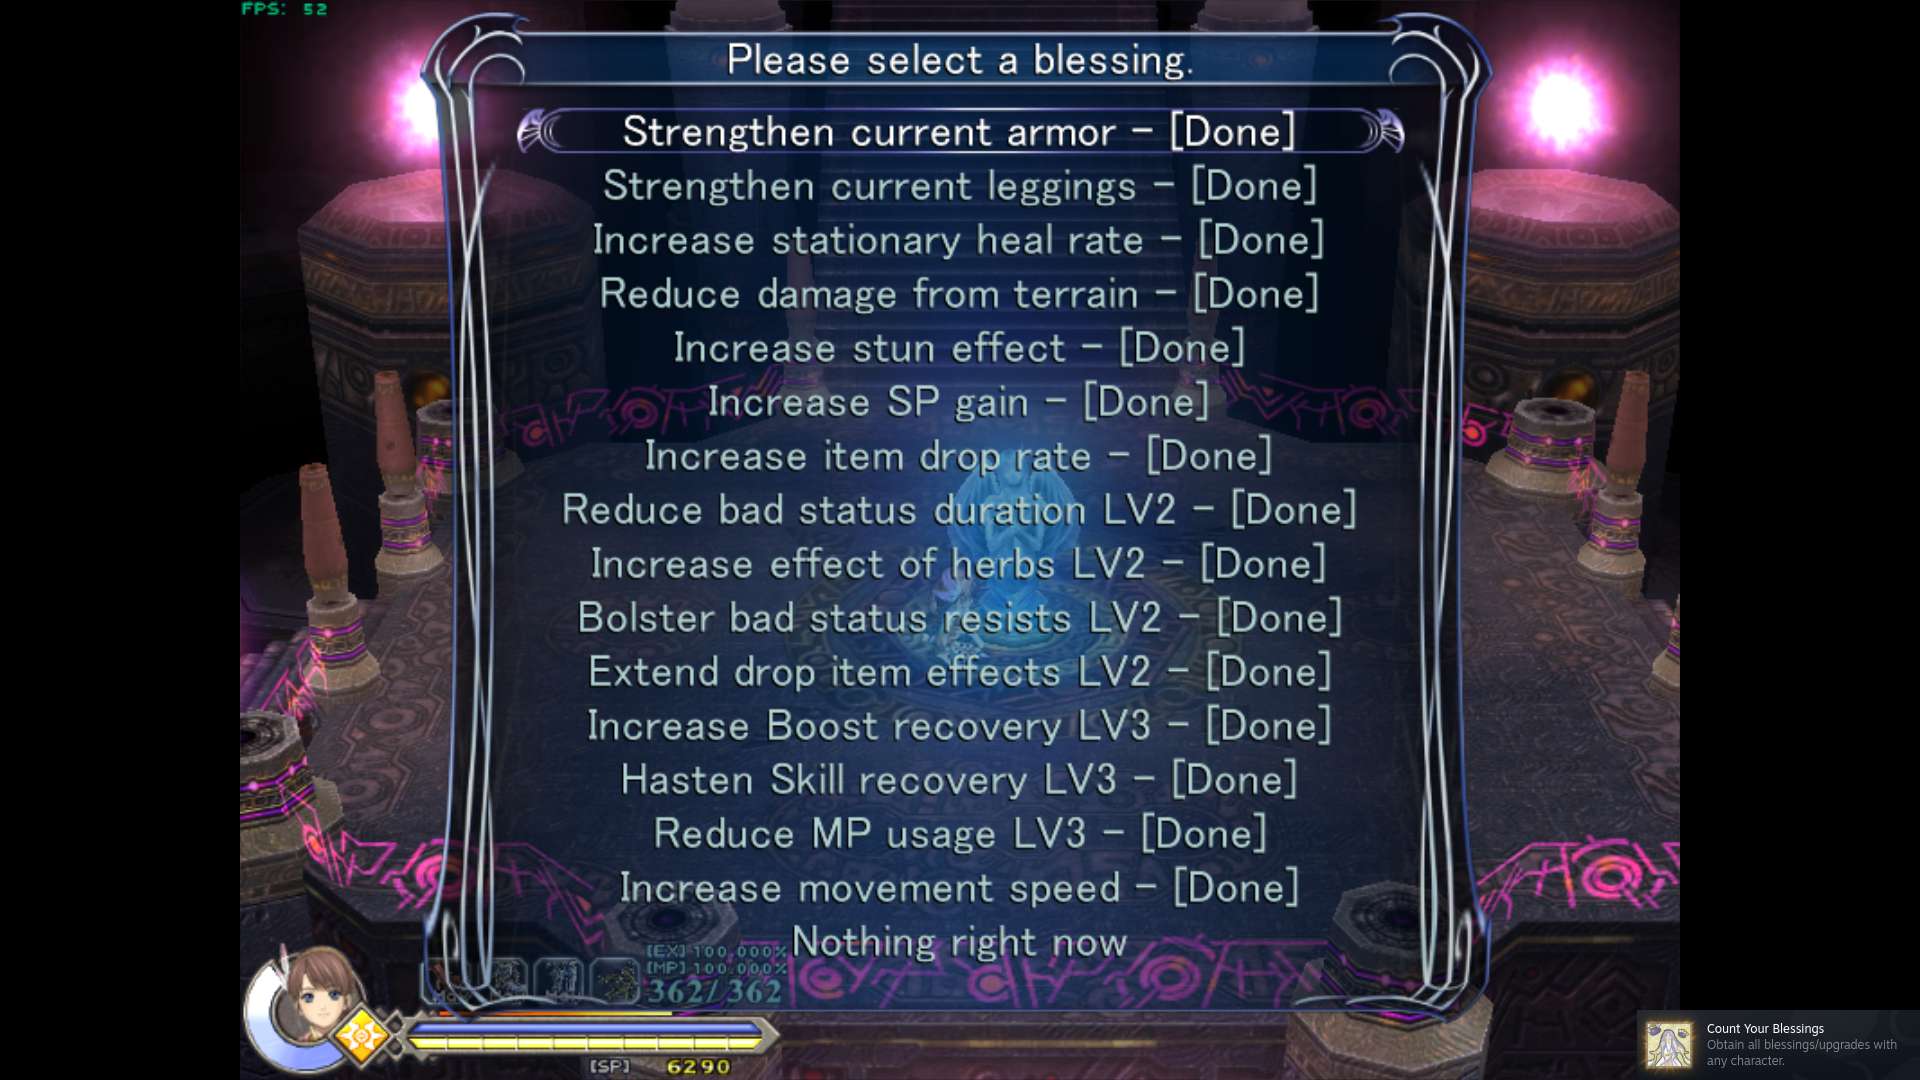 FPS: 52
Please select a blessing.
Strengthen current armor – [Done]
Strengthen current leggings – [Done]
Increase stationary heal rate – [Done]
Reduce damage from terrain – [Done]
Increase stun effect – [Done]
Increase SP gain – [Done]
Increase item drop rate – [Done]
Reduce bad status duration LV2 – [Done]
Increase effect of herbs LV2 – [Done]
Bolster bad status resists LV2 – [Done]
Extend drop item effects LV2 – [Done]
Increase Boost recovery LV3 – [Done]
Hasten Skill recovery LV3 – [Done]
Reduce MP usage LV3 – [Done]
Increase movement speed – [Done]
Nothing right now
[EX] 100.000%
[MP] 100.000%
362/362
[SP] 6290
Count Your Blessings
Obtain all blessings/upgrades with
any character.